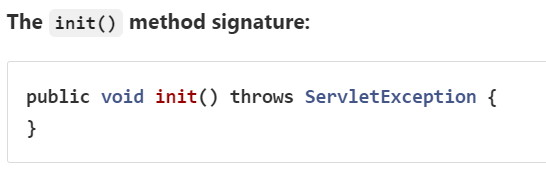 The init() method signature:
public void init() throws ServletException {
}